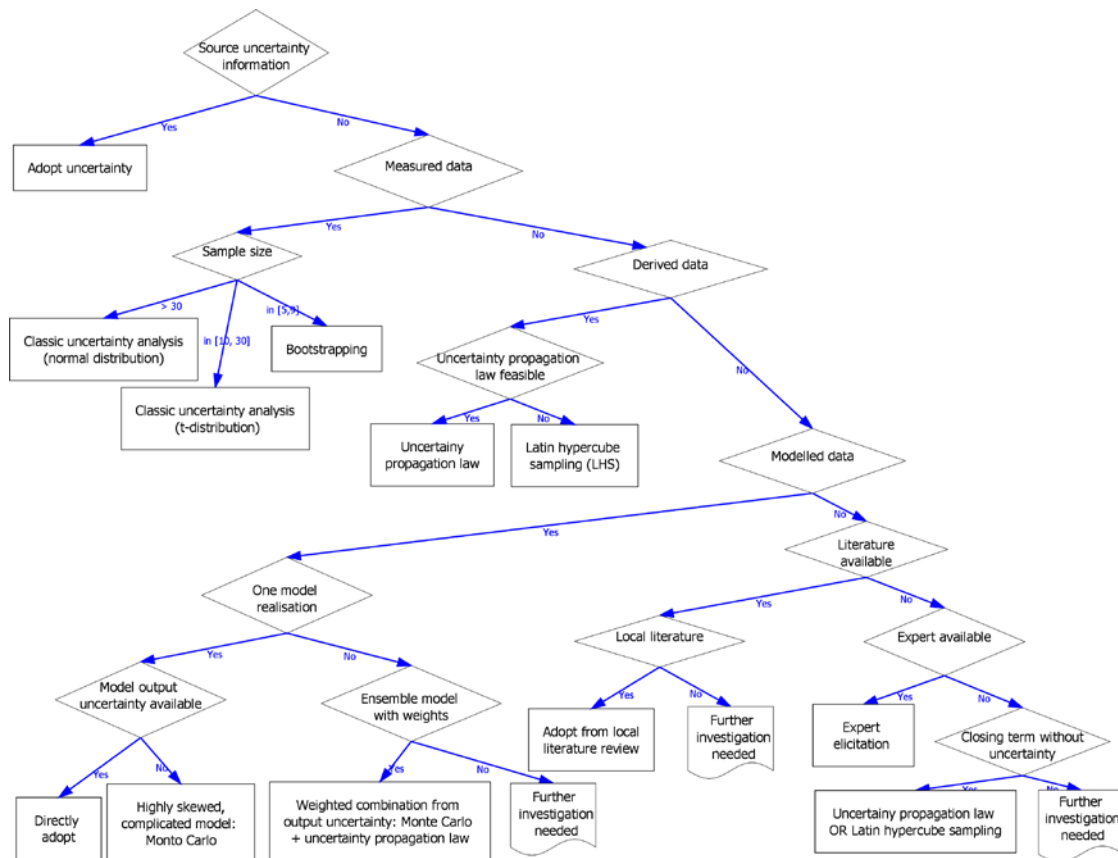 Source uncertainty
information
Yes
No
Adopt uncertainty
Measured data
Yes
No
Sample size
Derived data
> 30
in [10, 30]
in [5,9]
Classic uncertainty analysis
(normal distribution)
Bootstrapping
Classic uncertainty analysis
(t-distribution)
Yes
No
Uncertainty propagation
law feasible
Yes
No
Uncertainy
propagation law
Latin hypercube
sampling (LHS)
Modelled data
Yes
No
One model
realisation
Literature
available
Yes
No
Yes
No
Model output
uncertainty available
Ensemble model
with weights
Local literature
Expert available
Yes
No
Yes
No
Adopt from local
literature review
Further
investigation
needed
Expert
elicitation
Closing term without
uncertainty
Yes
No
Yes
No
Yes
No
Directly
adopt
Highly skewed,
complicated model:
Monto Carlo
Weighted combination from
output uncertainty: Monte Carlo
+ uncertainty propagation law
Further
investigation
needed
Uncertainy propagation law
OR Latin hypercube sampling
Further
investigation
needed